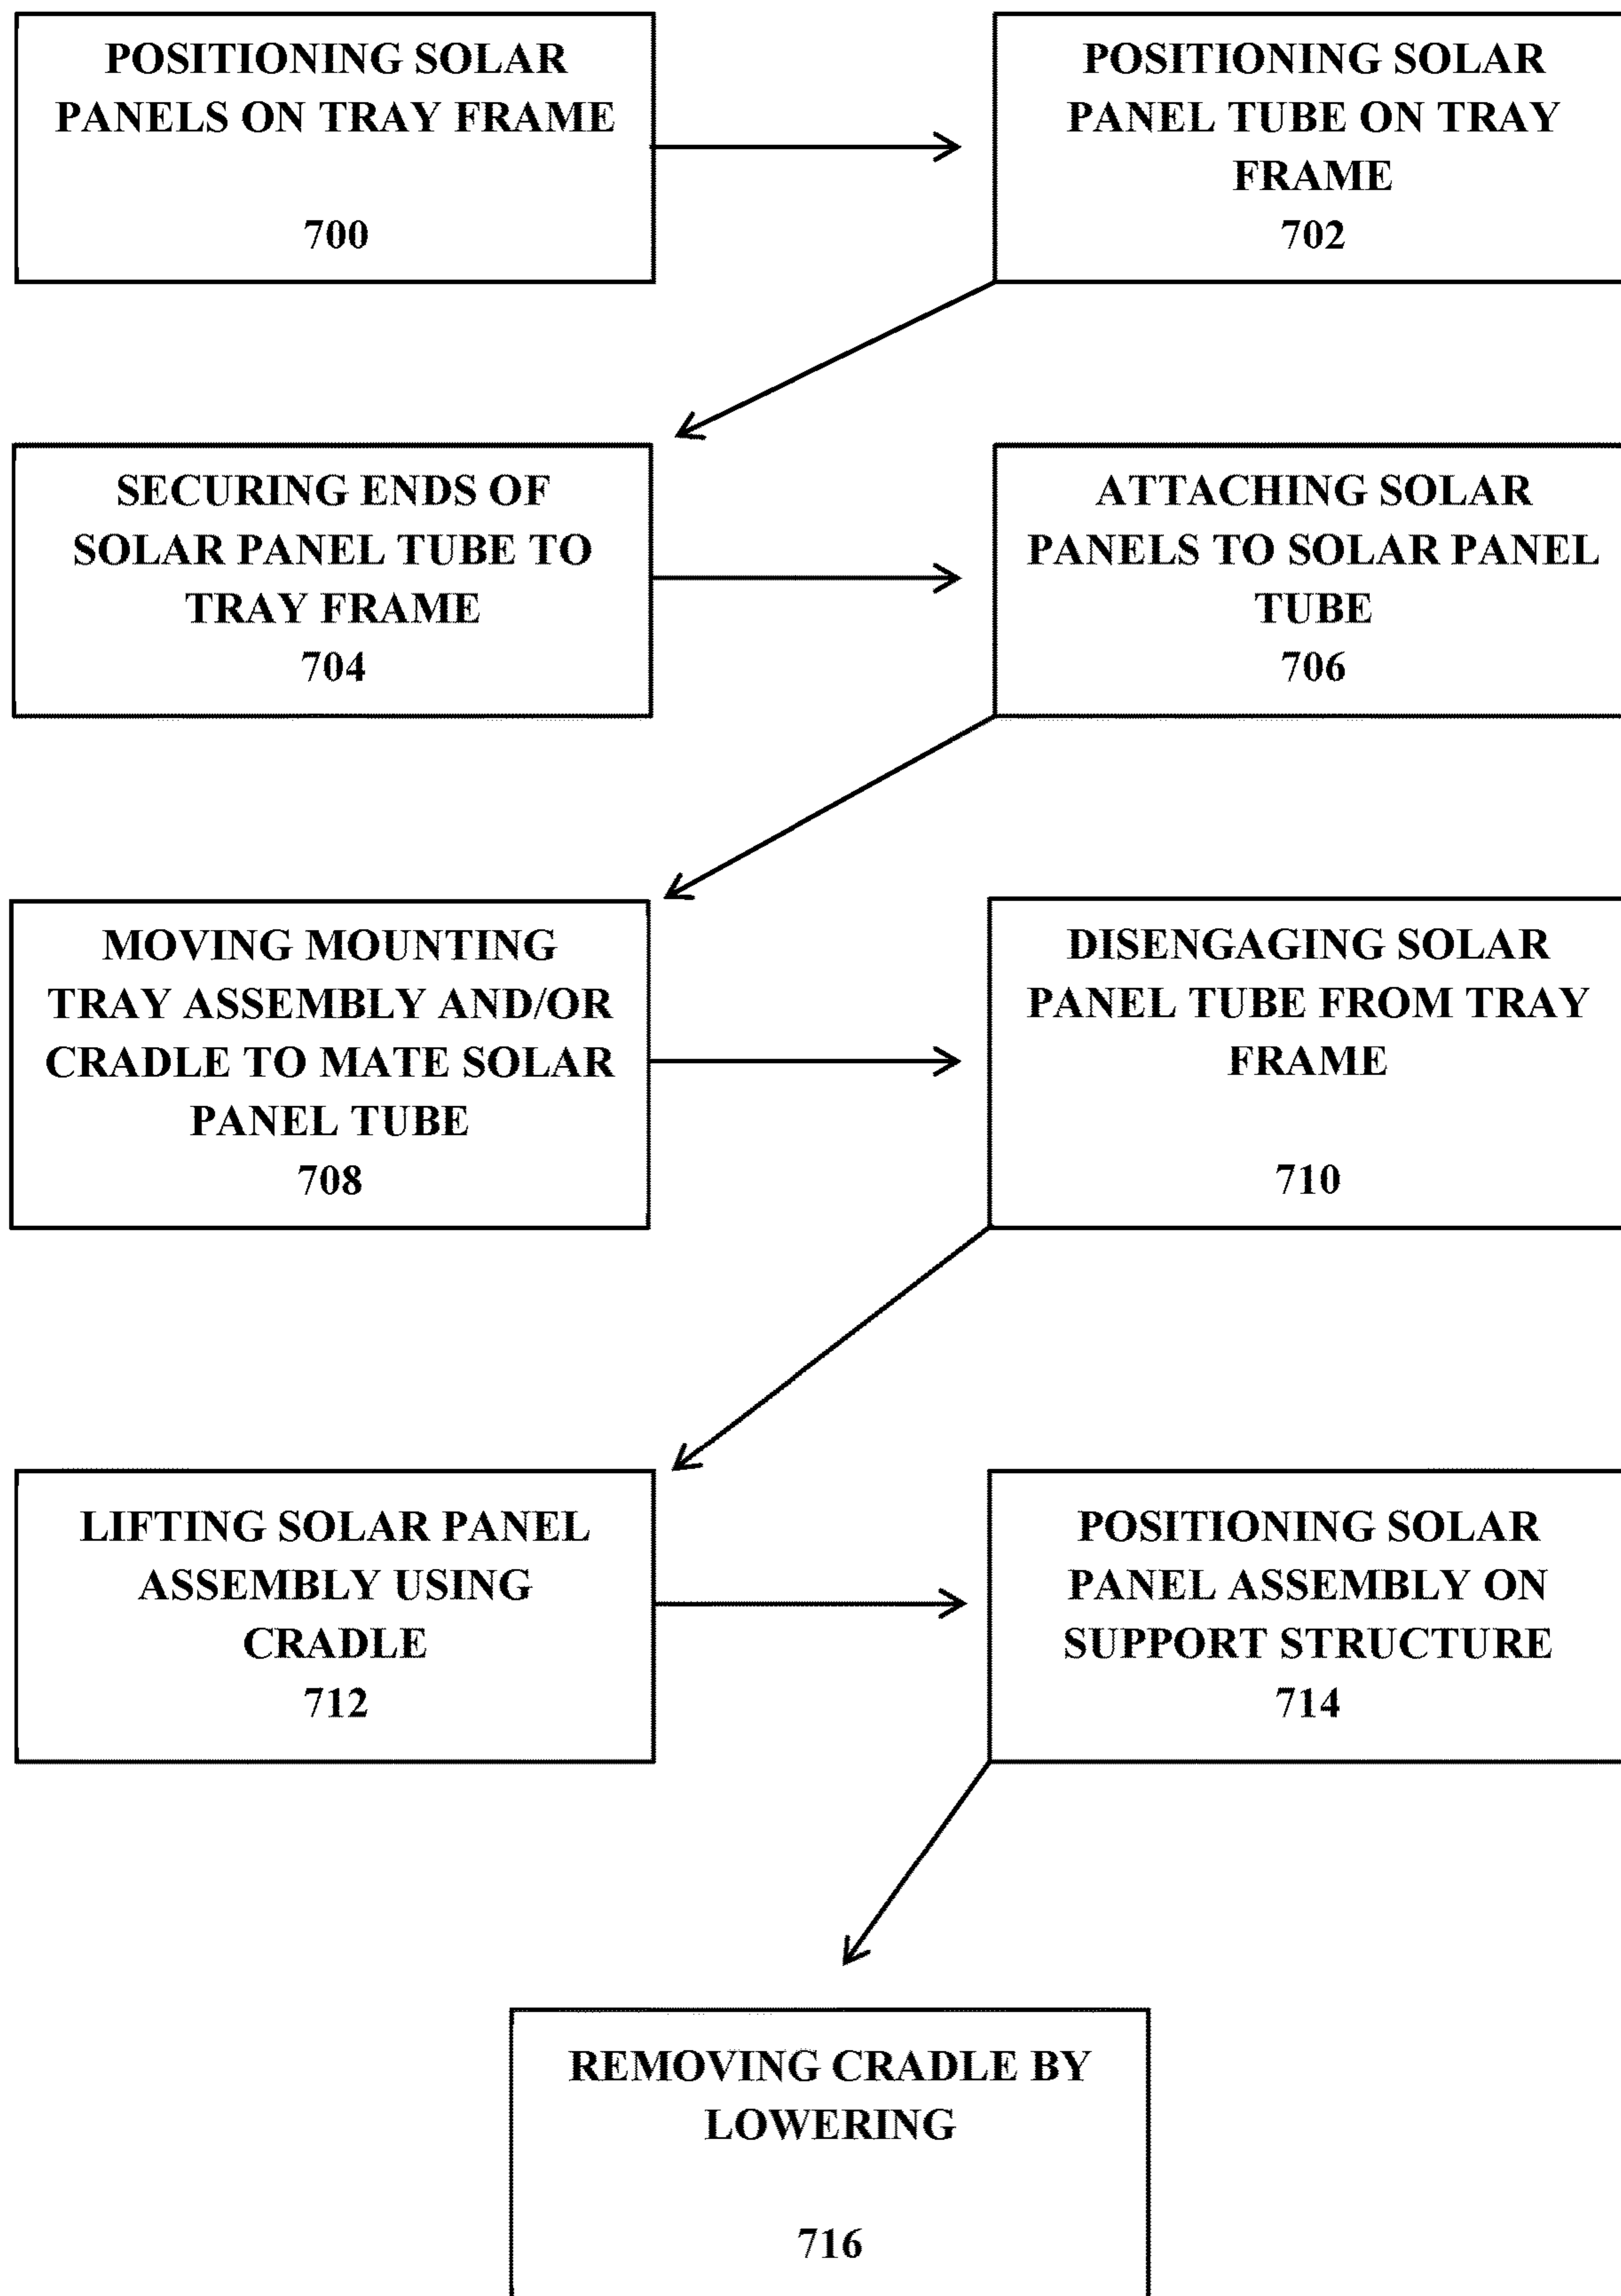 POSITIONING SOLAR
PANELS ON TRAY FRAME
700
POSITIONING SOLAR
PANEL TUBE ON TRAY
FRAME
702
SECURING ENDS OF
SOLAR PANEL TUBE TO
TRAY FRAME
704
ATTACHING SOLAR
PANELS TO SOLAR PANEL
TUBE
706
MOVING MOUNTING
TRAY ASSEMBLY AND/OR
CRADLE TO MATE SOLAR
PANEL TUBE
708
DISENGAGING SOLAR
PANEL TUBE FROM TRAY
FRAME
710
LIFTING SOLAR PANEL
ASSEMBLY USING
CRADLE
712
POSITIONING SOLAR
PANEL ASSEMBLY ON
SUPPORT STRUCTURE
714
REMOVING CRADLE BY
LOWERING
716